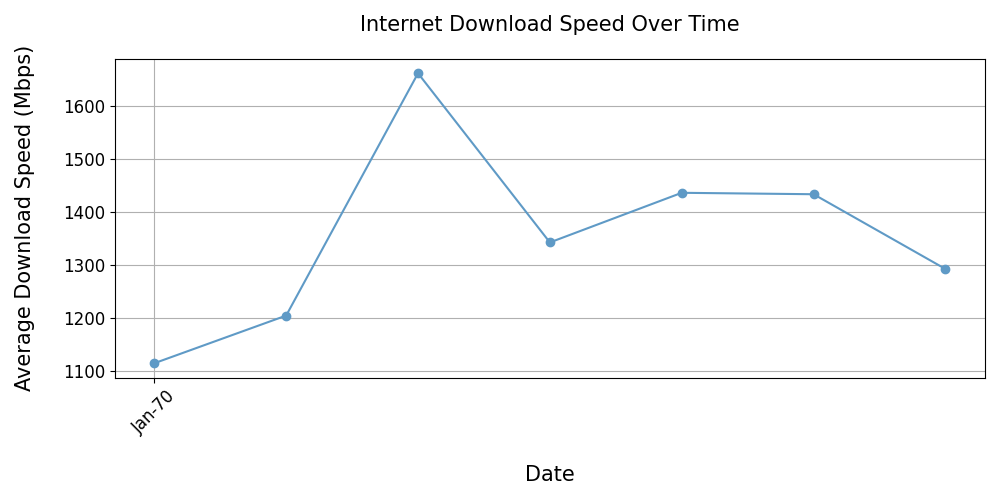 Internet Download Speed Over Time
Average Download Speed (Mbps)
1600
1500
1400
1300
1200
1100
Jan-70
Date